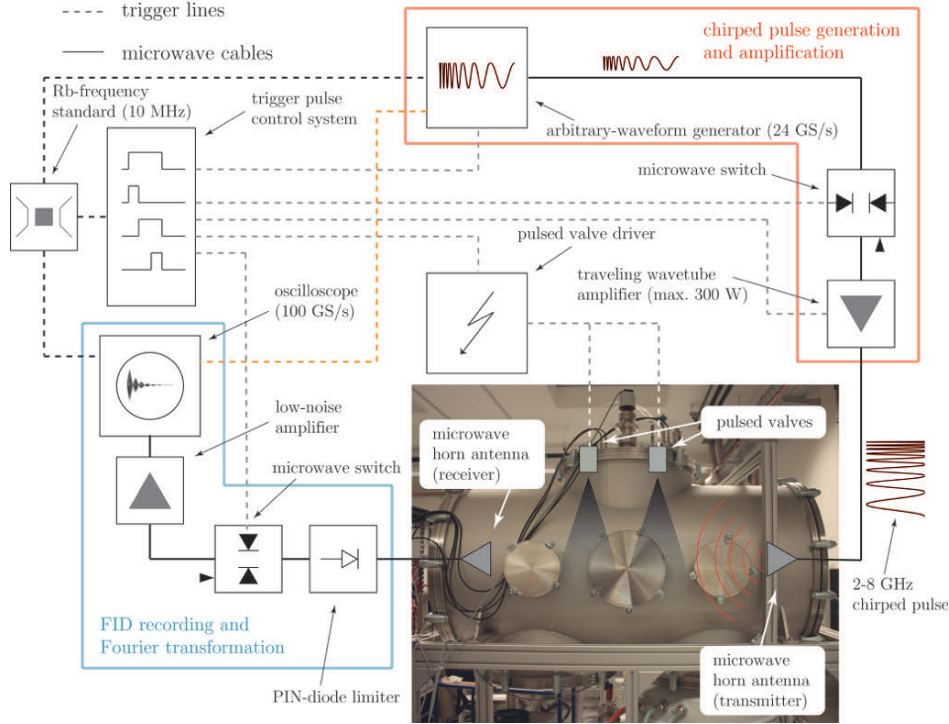 trigger lines
microwave cables
Rb-frequency
standard (10 MHz)
trigger pulse
control system
chirped pulse generation
and amplification
arbitrary-waveform generator (24 GS/s)
microwave switch
pulsed valve driver
traveling wavetube
amplifier (max. 300 W)
oscilloscope
(100 GS/s)
low-noise
amplifier
microwave switch
microwave
horn antenna
(receiver)
pulsed valves
2-8 GHz
chirped pulse
FID recording and
Fourier transformation
PIN-diode limiter
microwave
horn antenna
(transmitter)